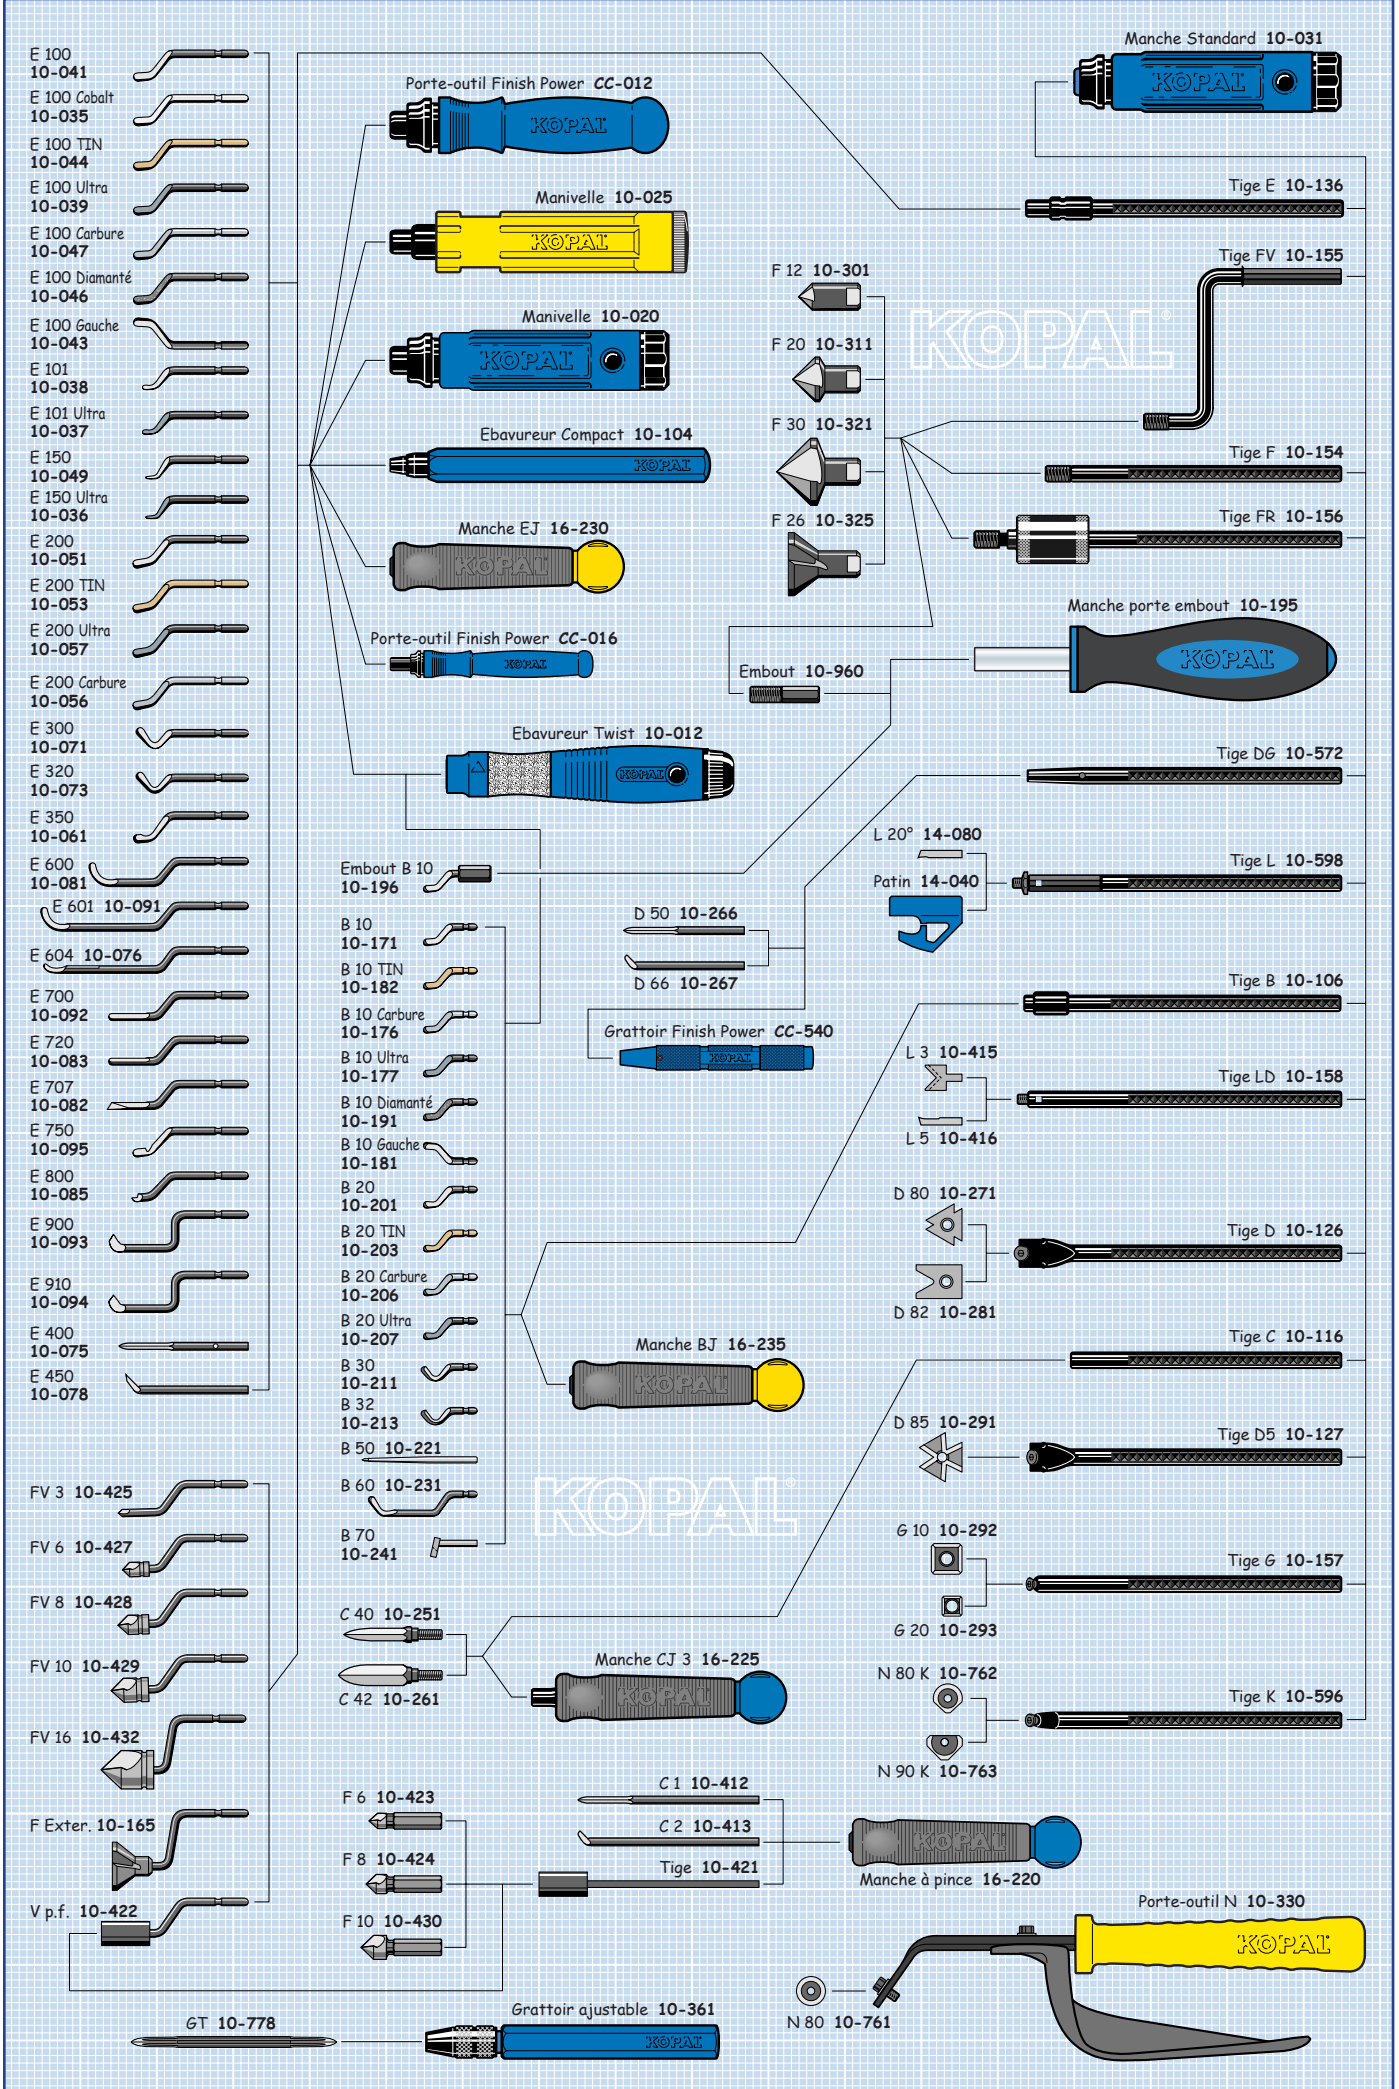 E 100
10-041
E 100 Cobalt
10-035
E 100 TIN
10-044
E 100 Ultra
10-039
E 100 Carbure
10-047
E 100 Diamanté
10-046
E 100 Gauche
10-043
E 101
10-038
E 101 Ultra
10-037
E 150
10-049
E 150 Ultra
10-036
E 200
10-051
E 200 TIN
10-053
E 200 Ultra
10-057
E 200 Carbure
10-056
E 300
10-071
E 320
10-073
E 350
10-061
E 600
10-081
E 601 10-091
E 604 10-076
E 700
10-092
E 720
10-083
E 707
10-082
E 750
10-095
E 800
10-085
E 900
10-093
E 910
10-094
E 400
10-075
E 450
10-078
FV 3 10-425
FV 6 10-427
FV 8 10-428
FV 10 10-429
FV 16 10-432
F Exter. 10-165
V p.f. 10-422
GT 10-778
Porte-outil Finish Power CC-012
KOPAL
Manivelle 10-025
KOPAL
Manivelle 10-020
KOPAL
Ebavureur Compact 10-104
KOPAL
Manche EJ 16-230
KOPAL
Porte-outil Finish Power CC-016
KOPAL
Ebavureur Twist 10-012
KOPAL
Embout B 10
10-196
B 10
10-171
B 10 TIN
10-182
B 10 Carbure
10-176
B 10 Ultra
10-177
B 10 Diamanté
10-191
B 10 Gauche
10-181
B 20
10-201
B 20 TIN
10-203
B 20 Carbure
10-206
B 20 Ultra
10-207
B 30
10-211
B 32
10-213
B 50 10-221
B 60 10-231
B 70
10-241
C 40 10-251
C 42 10-261
F 6 10-423
F 8 10-424
F 10 10-430
D 50 10-266
D 66 10-267
Grattoir Finish Power CC-540
KOPAL
Manche BJ 16-235
KOPAL
KOPAL®
Manche CJ 3 16-225
KOPAL
C 1 10-412
C 2 10-413
Tige 10-421
Manche à pince 16-220
KOPAL
Grattoir ajustable 10-361
KOPAL
Manche Standard 10-031
KOPAL
Tige E 10-136
Tige FV 10-155
F 12 10-301
F 20 10-311
F 30 10-321
F 26 10-325
KOPAL®
Tige F 10-154
Tige FR 10-156
Manche porte embout 10-195
KOPAL
Embout 10-960
Tige DG 10-572
L 20° 14-080
Patin 14-040
Tige L 10-598
Tige B 10-106
L 3 10-415
L 5 10-416
Tige LD 10-158
D 80 10-271
D 82 10-281
Tige D 10-126
Tige C 10-116
D 85 10-291
Tige D5 10-127
G 10 10-292
G 20 10-293
Tige G 10-157
N 80 K 10-762
N 90 K 10-763
Tige K 10-596
Porte-outil N 10-330
KOPAL
N 80 10-761